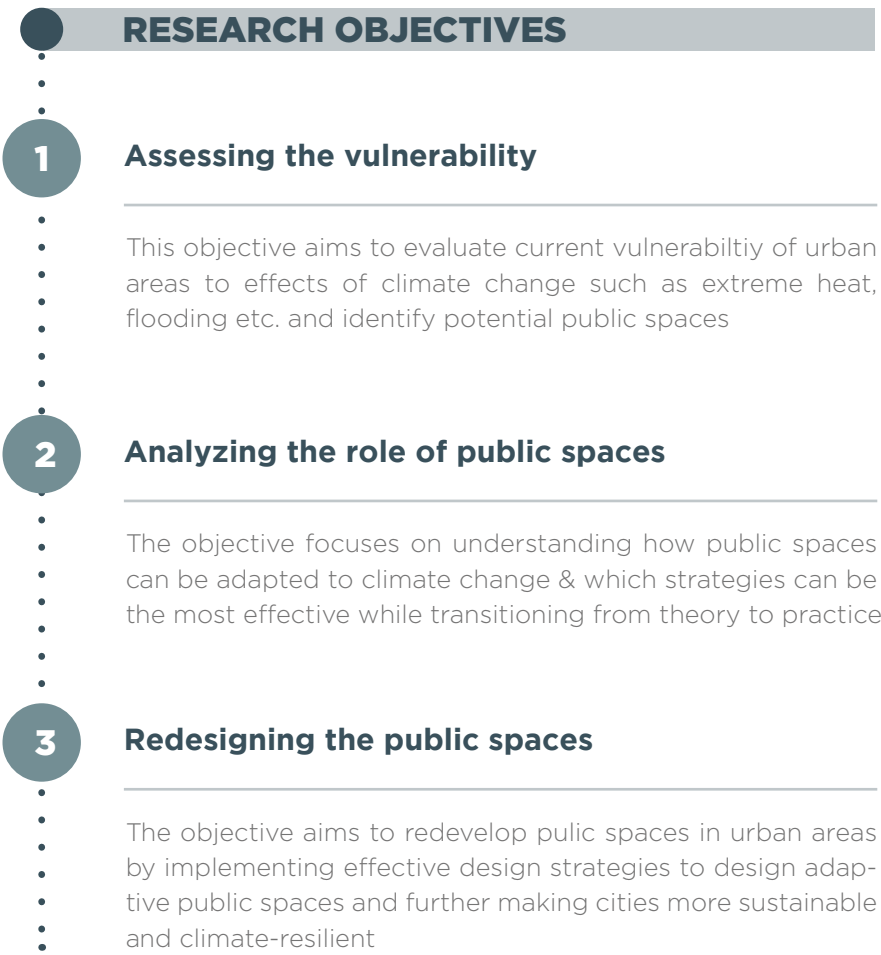 RESEARCH OBJECTIVES
1
Assessing the vulnerability
This objective aims to evaluate current vulnerabiltiy of urban
areas to effects of climate change such as extreme heat,
flooding etc. and identify potential public spaces
2
Analyzing the role of public spaces
The objective focuses on understanding how public spaces
can be adapted to climate change & which strategies can be
the most effective while transitioning from theory to practice
3
Redesigning the public spaces
The objective aims to redevelop pulic spaces in urban areas
by implementing effective design strategies to design adap-
tive public spaces and further making cities more sustainable
and climate-resilient